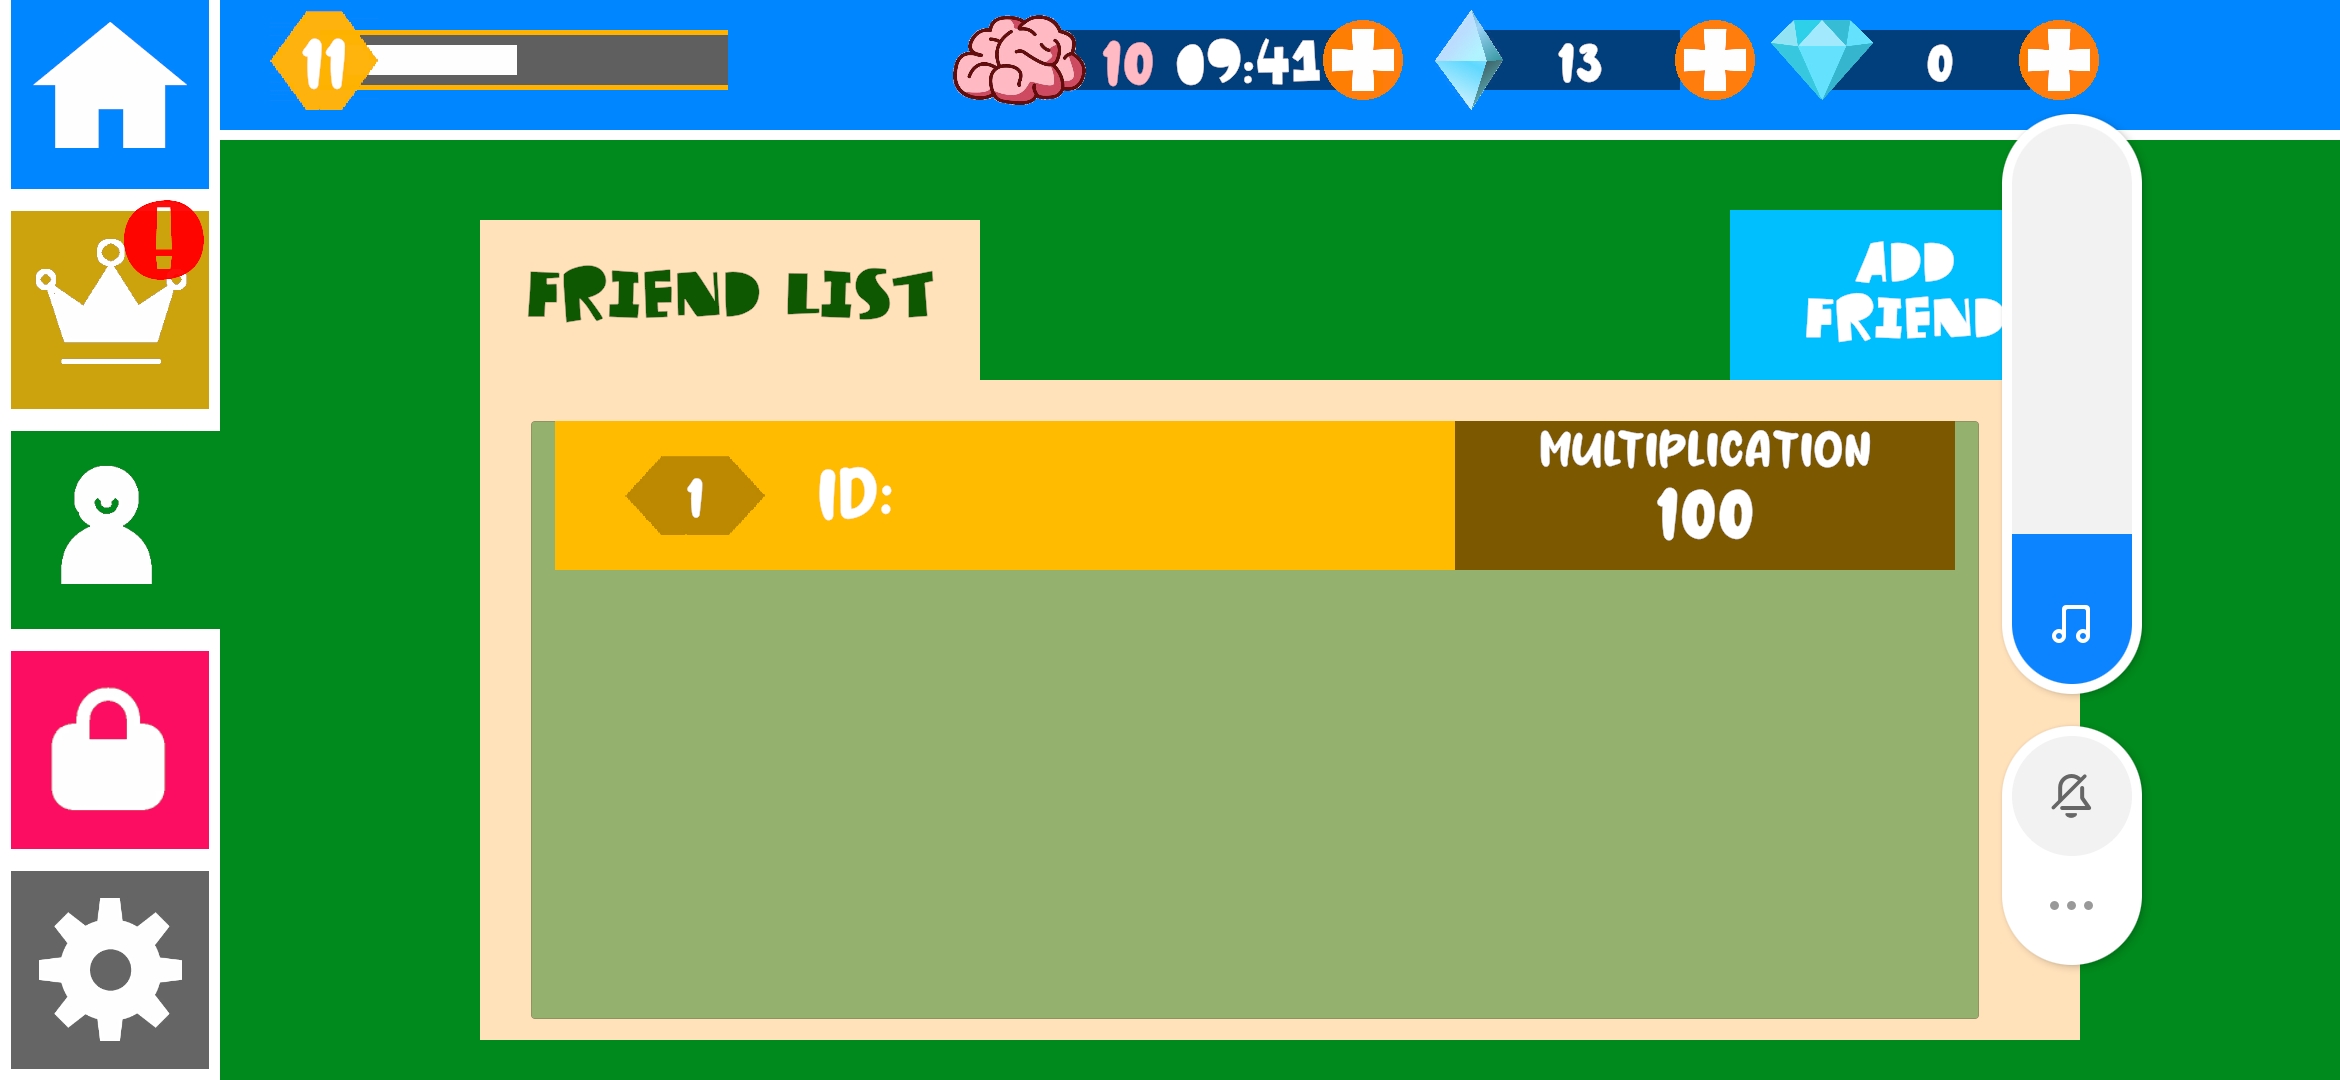 11
10 09:41
13
0
FRIEND LIST
ADD
FRIEND
1 ID:
MULTIPLICATION
100